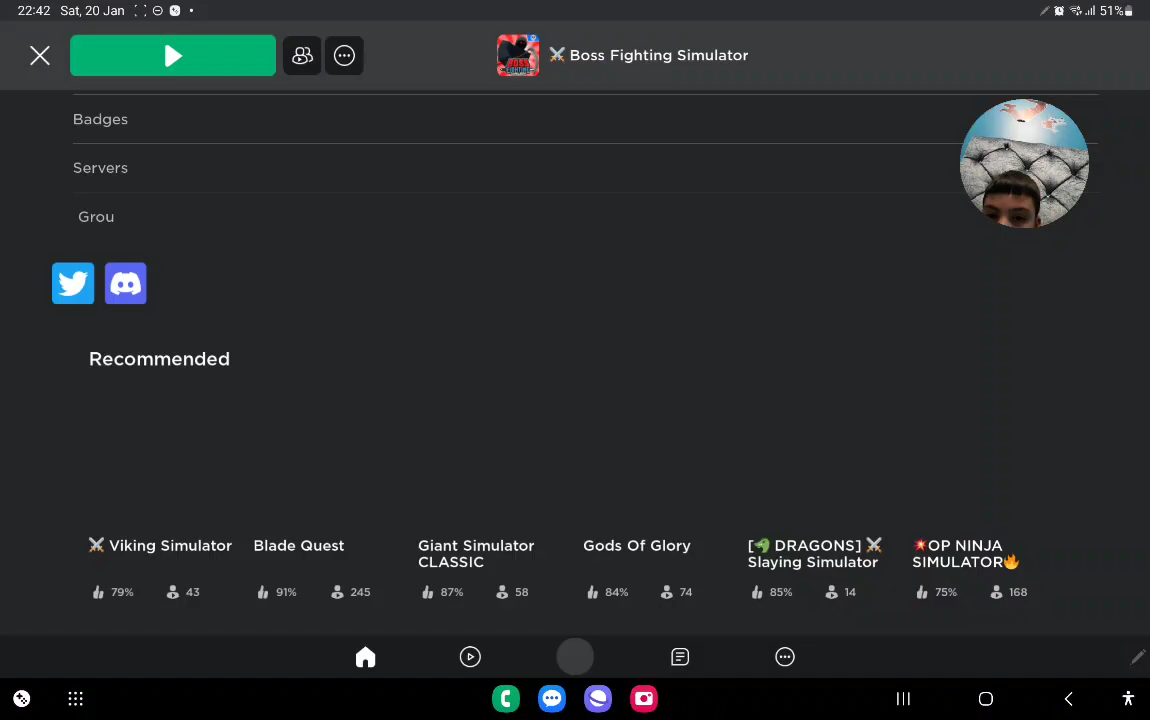 22:42 Sat, 20 Jan
51%
⚔️ Boss Fighting Simulator
Badges
Servers
Grou
Recommended
⚔️ Viking Simulator
79% 43
Blade Quest
91% 245
Giant Simulator
CLASSIC
87% 58
Gods Of Glory
84% 74
[🐲 DRAGONS] ⚔️
Slaying Simulator
85% 14
💥OP NINJA
SIMULATOR🔥
75% 168